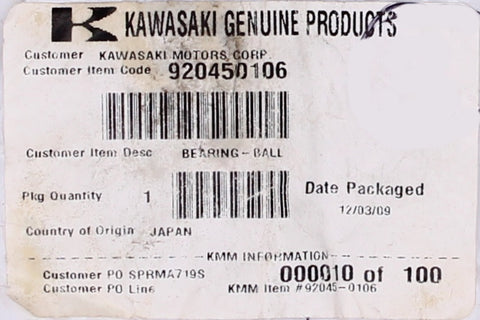 K KAWASAKI GENUINE PRODUCTS
Customer KAWASAKI MOTORS CORP.
Customer Item Code 920450106
Customer Item Desc BEARING-BALL
Pkg Quantity 1 Date Packaged
12/03/09
Country of Origin JAPAN
KMM INFORMATION
Customer PO SPRMA719S 000010 of 100
Customer PO Line KMM Item #92045-0106